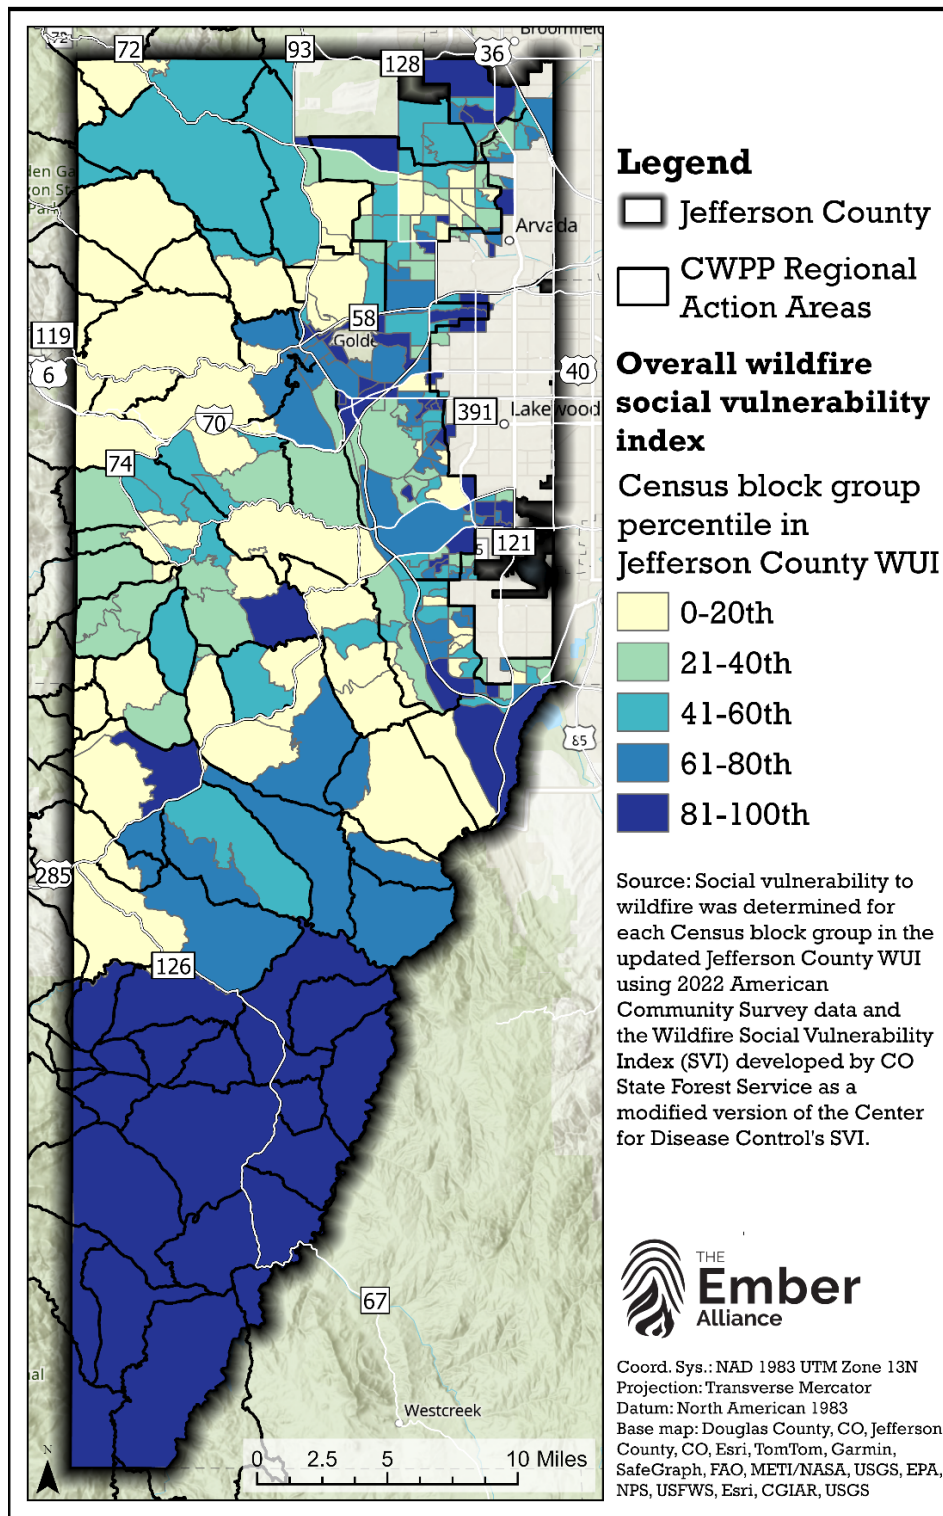 Broomfield
72
72
93
128
36
Arvada
119
58
Golde
6
40
70
391
Lakewood
74
121
85
285
126
67
Westcreek
N
0 2.5 5 10 Miles
Legend
Jefferson County
CWPP Regional
Action Areas
Overall wildfire
social vulnerability
index
Census block group
percentile in
Jefferson County WUI
0-20th
21-40th
41-60th
61-80th
81-100th
Source: Social vulnerability to
wildfire was determined for
each Census block group in the
updated Jefferson County WUI
using 2022 American
Community Survey data and
the Wildfire Social Vulnerability
Index (SVI) developed by CO
State Forest Service as a
modified version of the Center
for Disease Control's SVI.
THE
Ember
Alliance
Coord. Sys.: NAD 1983 UTM Zone 13N
Projection: Transverse Mercator
Datum: North American 1983
Base map: Douglas County, CO, Jefferson
County, CO, Esri, TomTom, Garmin,
SafeGraph, FAO, METI/NASA, USGS, EPA,
NPS, USFWS, Esri, CGIAR, USGS